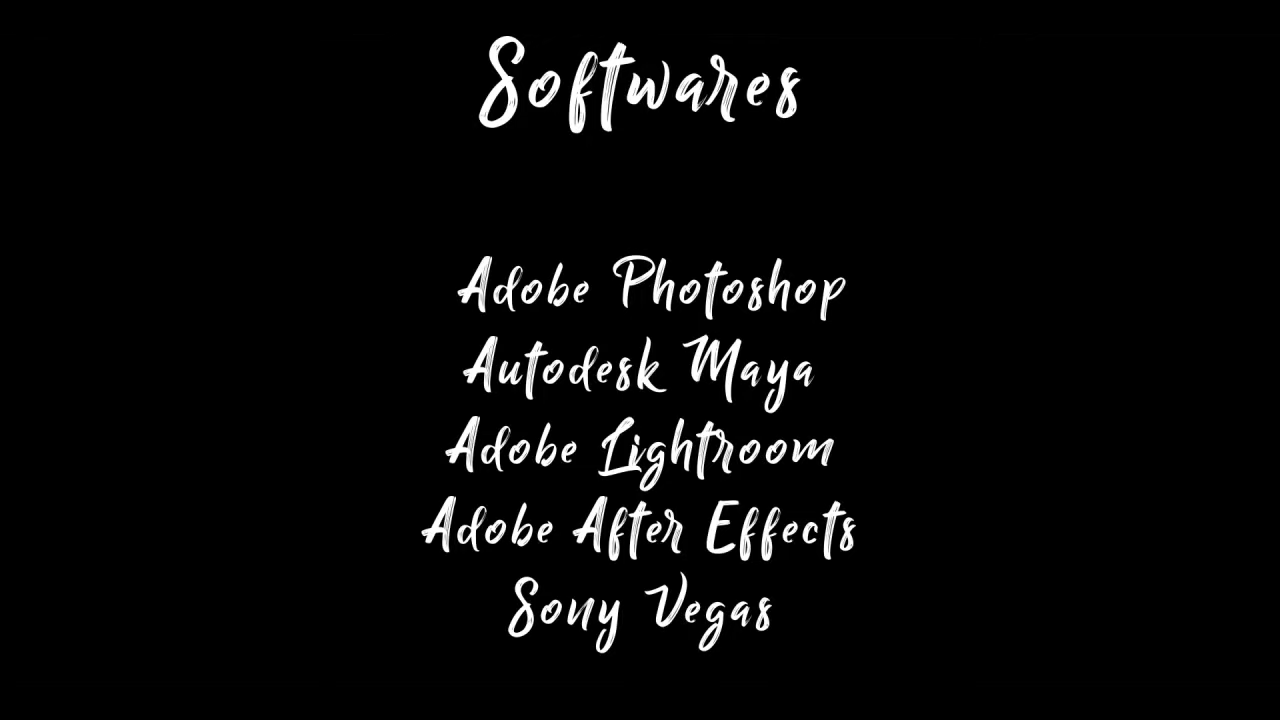 Softwares
Adobe Photoshop
Autodesk Maya
Adobe Lightroom
Adobe After Effects
Sony Vegas